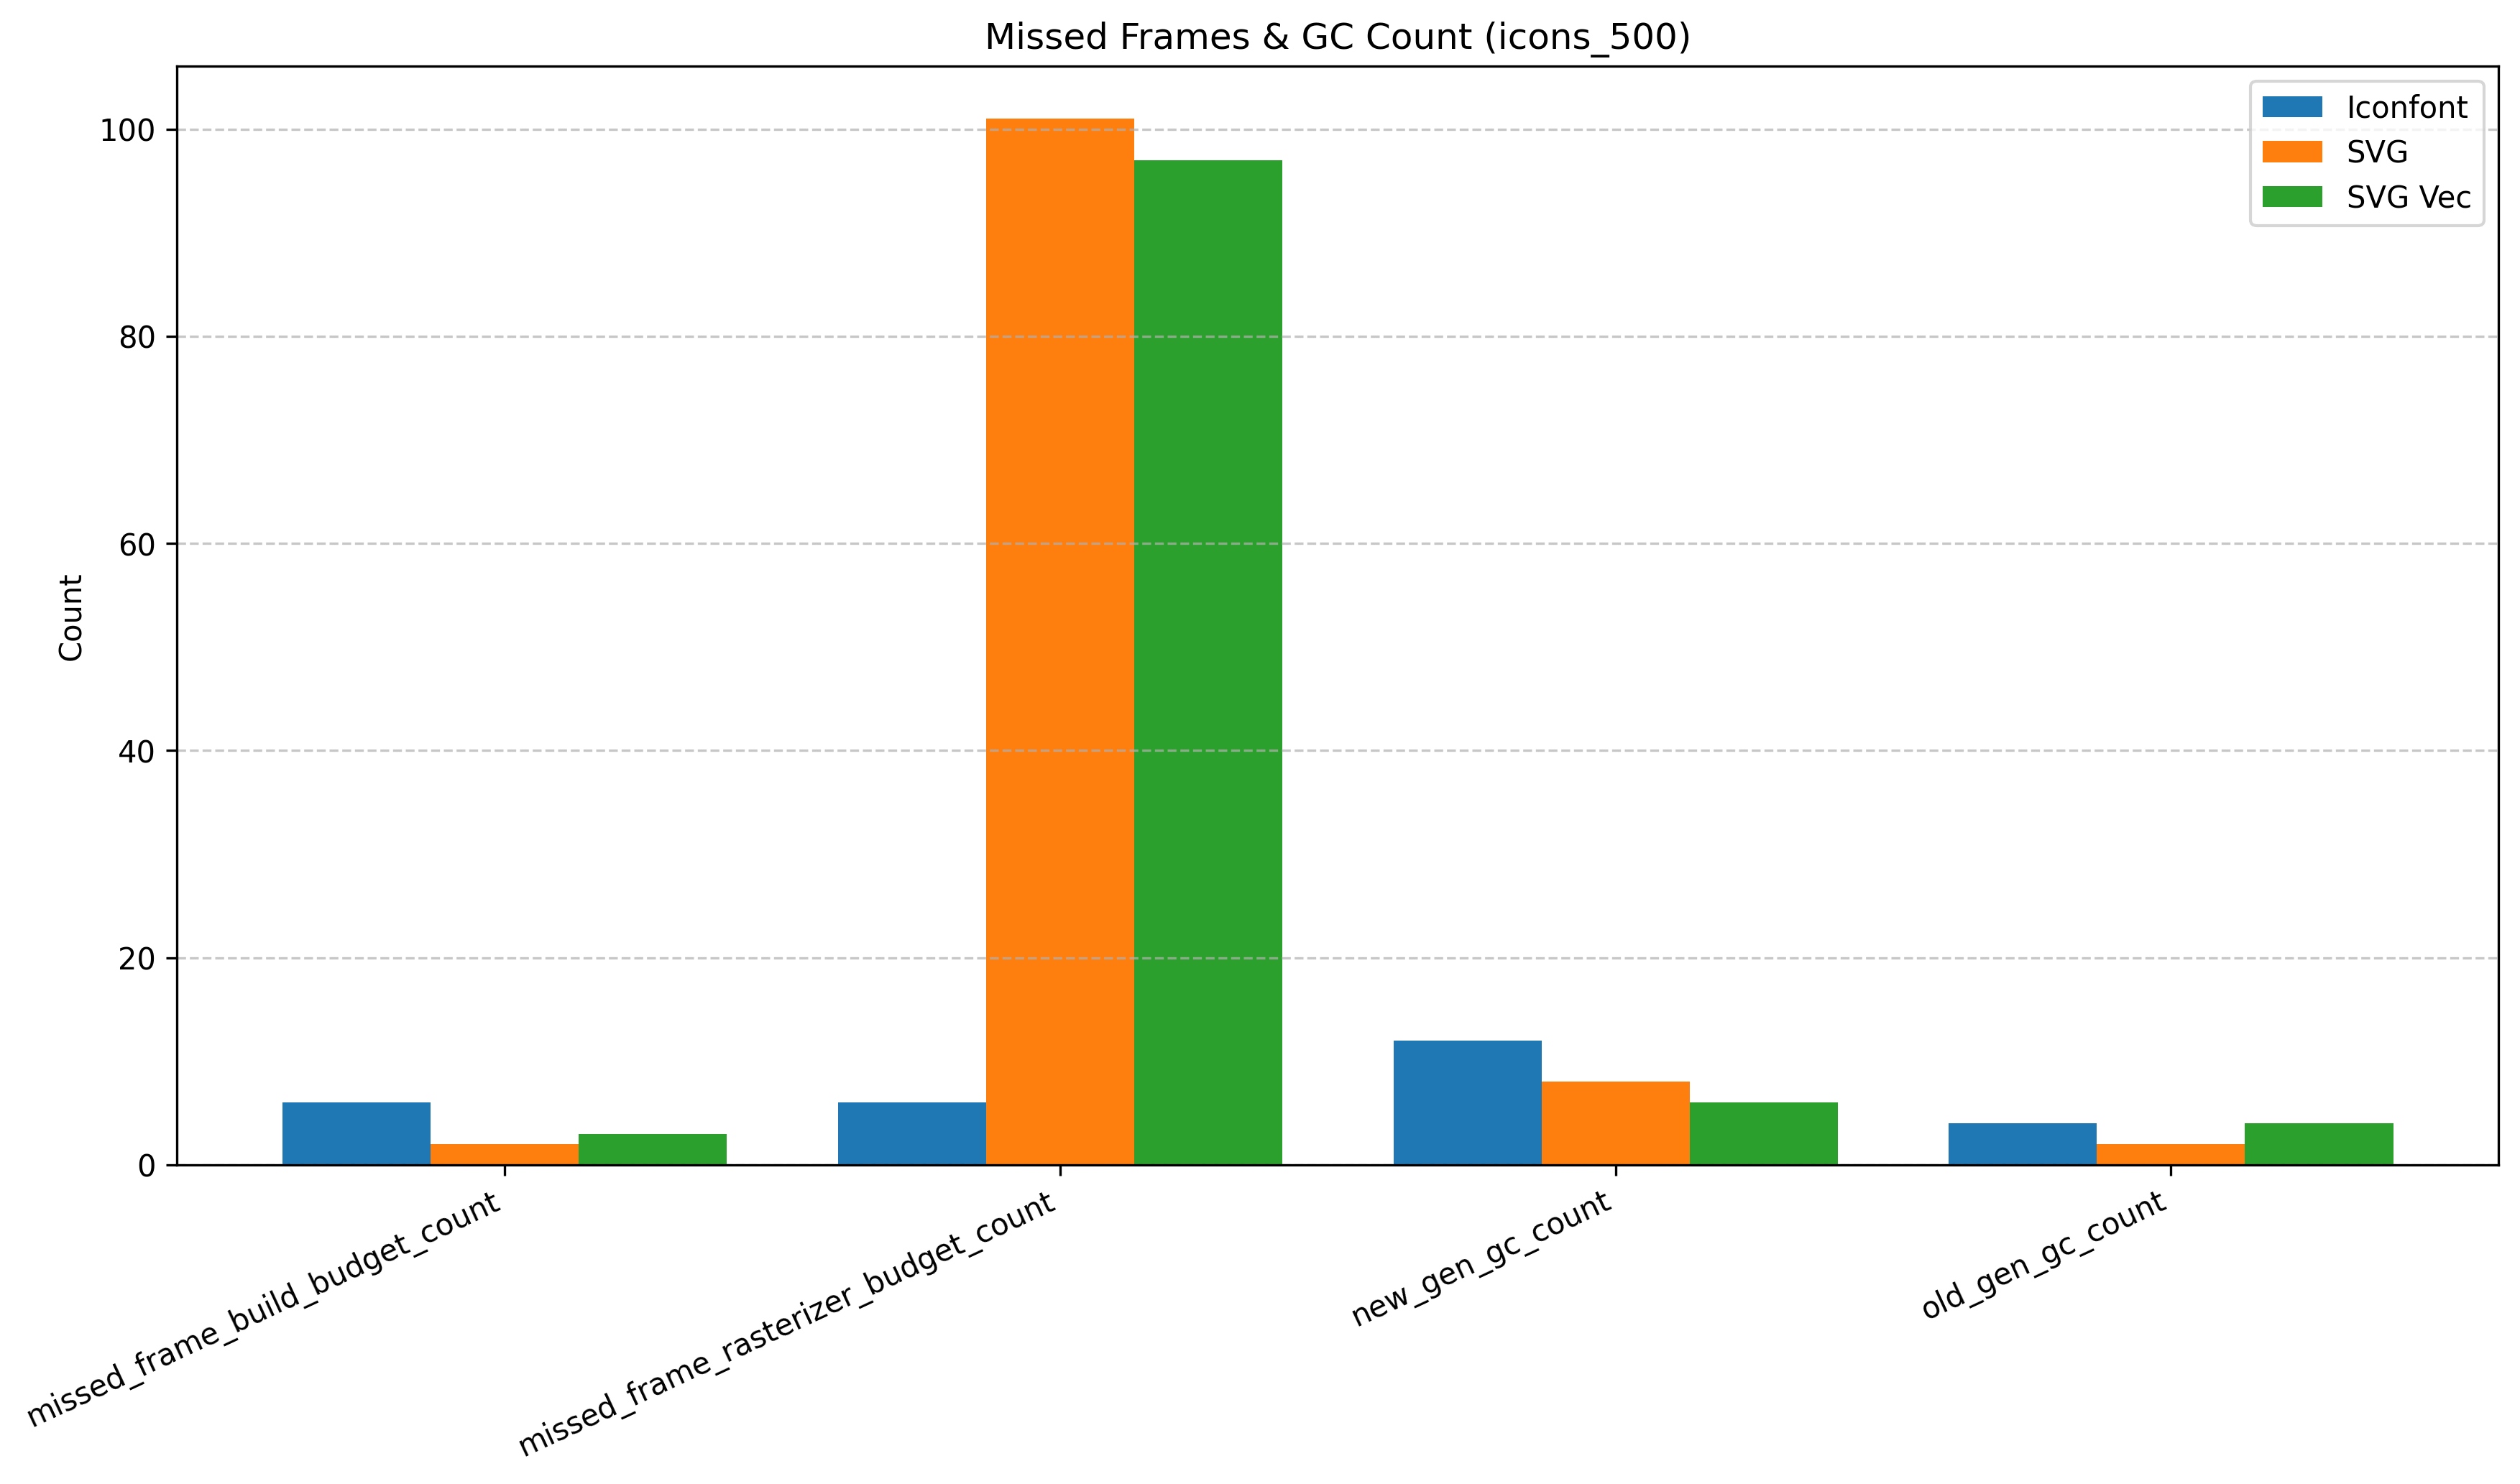 Missed Frames & GC Count (icons_500)
Iconfont
SVG
SVG Vec
100
80
60
40
20
0
Count
missed_frame_build_budget_count
missed_frame_rasterizer_budget_count
new_gen_gc_count
old_gen_gc_count